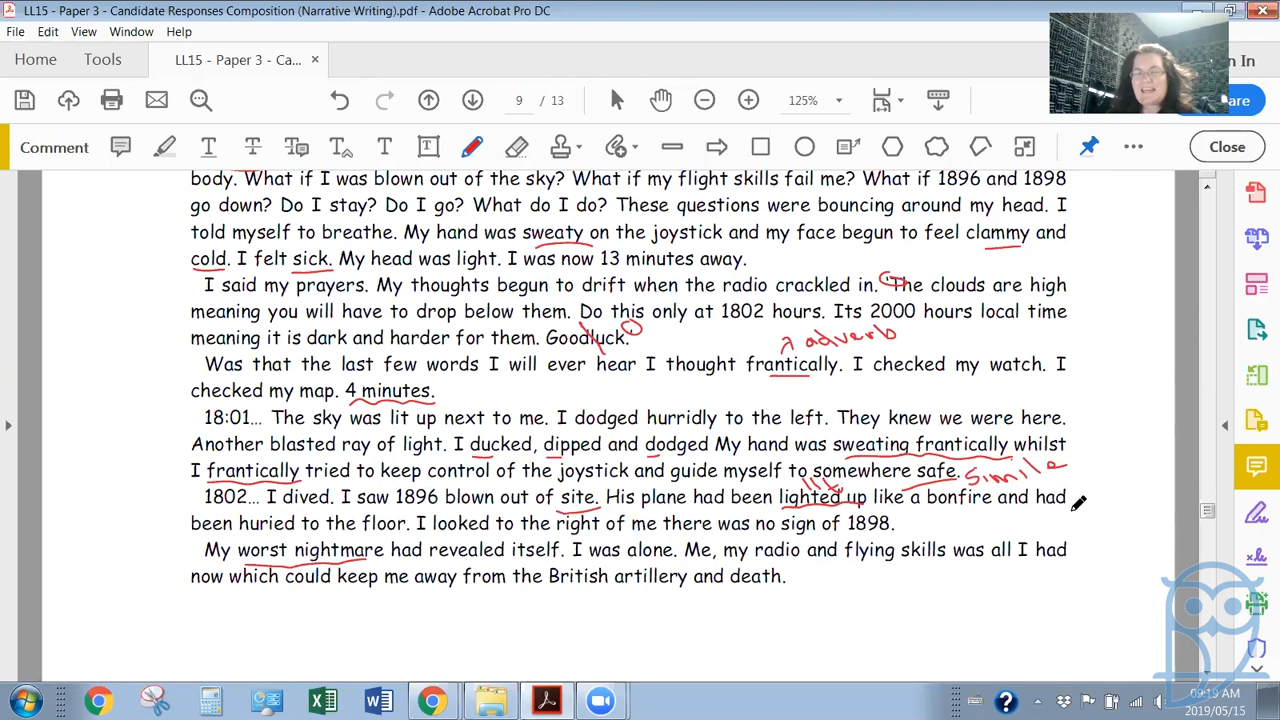 LL15 - Paper 3 - Candidate Responses Composition (Narrative Writing).pdf - Adobe Acrobat Pro DC
File Edit View Window Help
Home Tools LL15 - Paper 3 - Ca... × In
9 / 13 125% are
Comment Close
body. What if I was blown out of the sky? What if my flight skills fail me? What if 1896 and 1898
go down? Do I stay? Do I go? What do I do? These questions were bouncing around my head. I
told myself to breathe. My hand was sweaty on the joystick and my face begun to feel clammy and
cold. I felt sick. My head was light. I was now 13 minutes away.
I said my prayers. My thoughts begun to drift when the radio crackled in. 'The clouds are high
meaning you will have to drop below them. Do this only at 1802 hours. Its 2000 hours local time
meaning it is dark and harder for them. Goodluck.'
adverb
Was that the last few words I will ever hear I thought frantically. I checked my watch. I
checked my map. 4 minutes.
18:01... The sky was lit up next to me. I dodged hurridly to the left. They knew we were here.
Another blasted ray of light. I ducked, dipped and dodged My hand was sweating frantically whilst
I frantically tried to keep control of the joystick and guide myself to somewhere safe. Simile
lit
1802... I dived. I saw 1896 blown out of site. His plane had been lighted up like a bonfire and had
been huried to the floor. I looked to the right of me there was no sign of 1898.
My worst nightmare had revealed itself. I was alone. Me, my radio and flying skills was all I had
now which could keep me away from the British artillery and death.
09:19 AM
2019/05/15